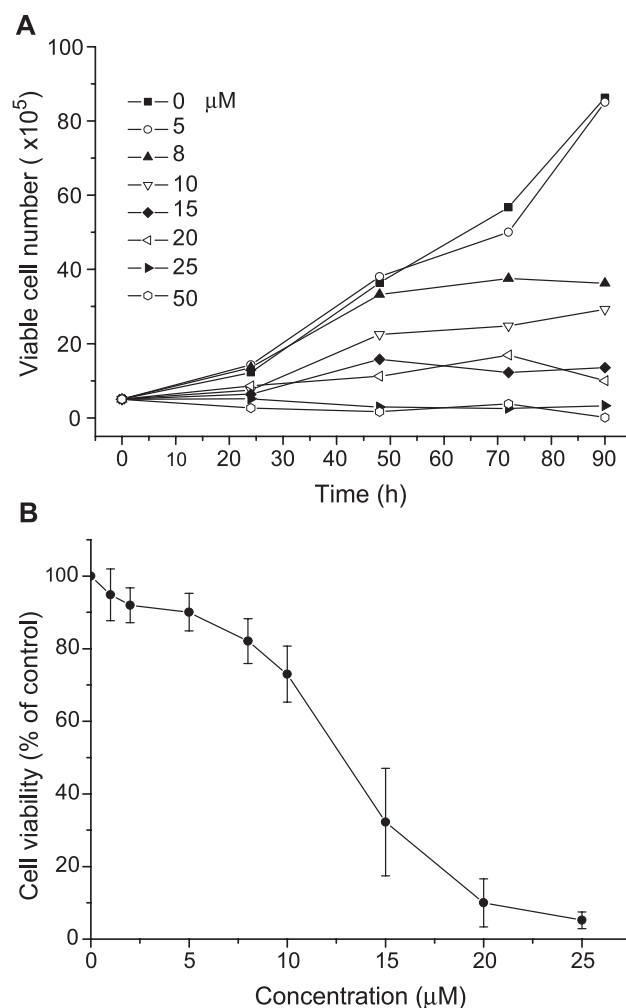 A
100
80
60
40
20
0
Viable cell number ( x10⁵)
0 μM
5
8
10
15
20
25
50
0 10 20 30 40 50 60 70 80 90
Time (h)
B
100
80
60
40
20
0
Cell viability (% of control)
0 5 10 15 20 25
Concentration (μM)